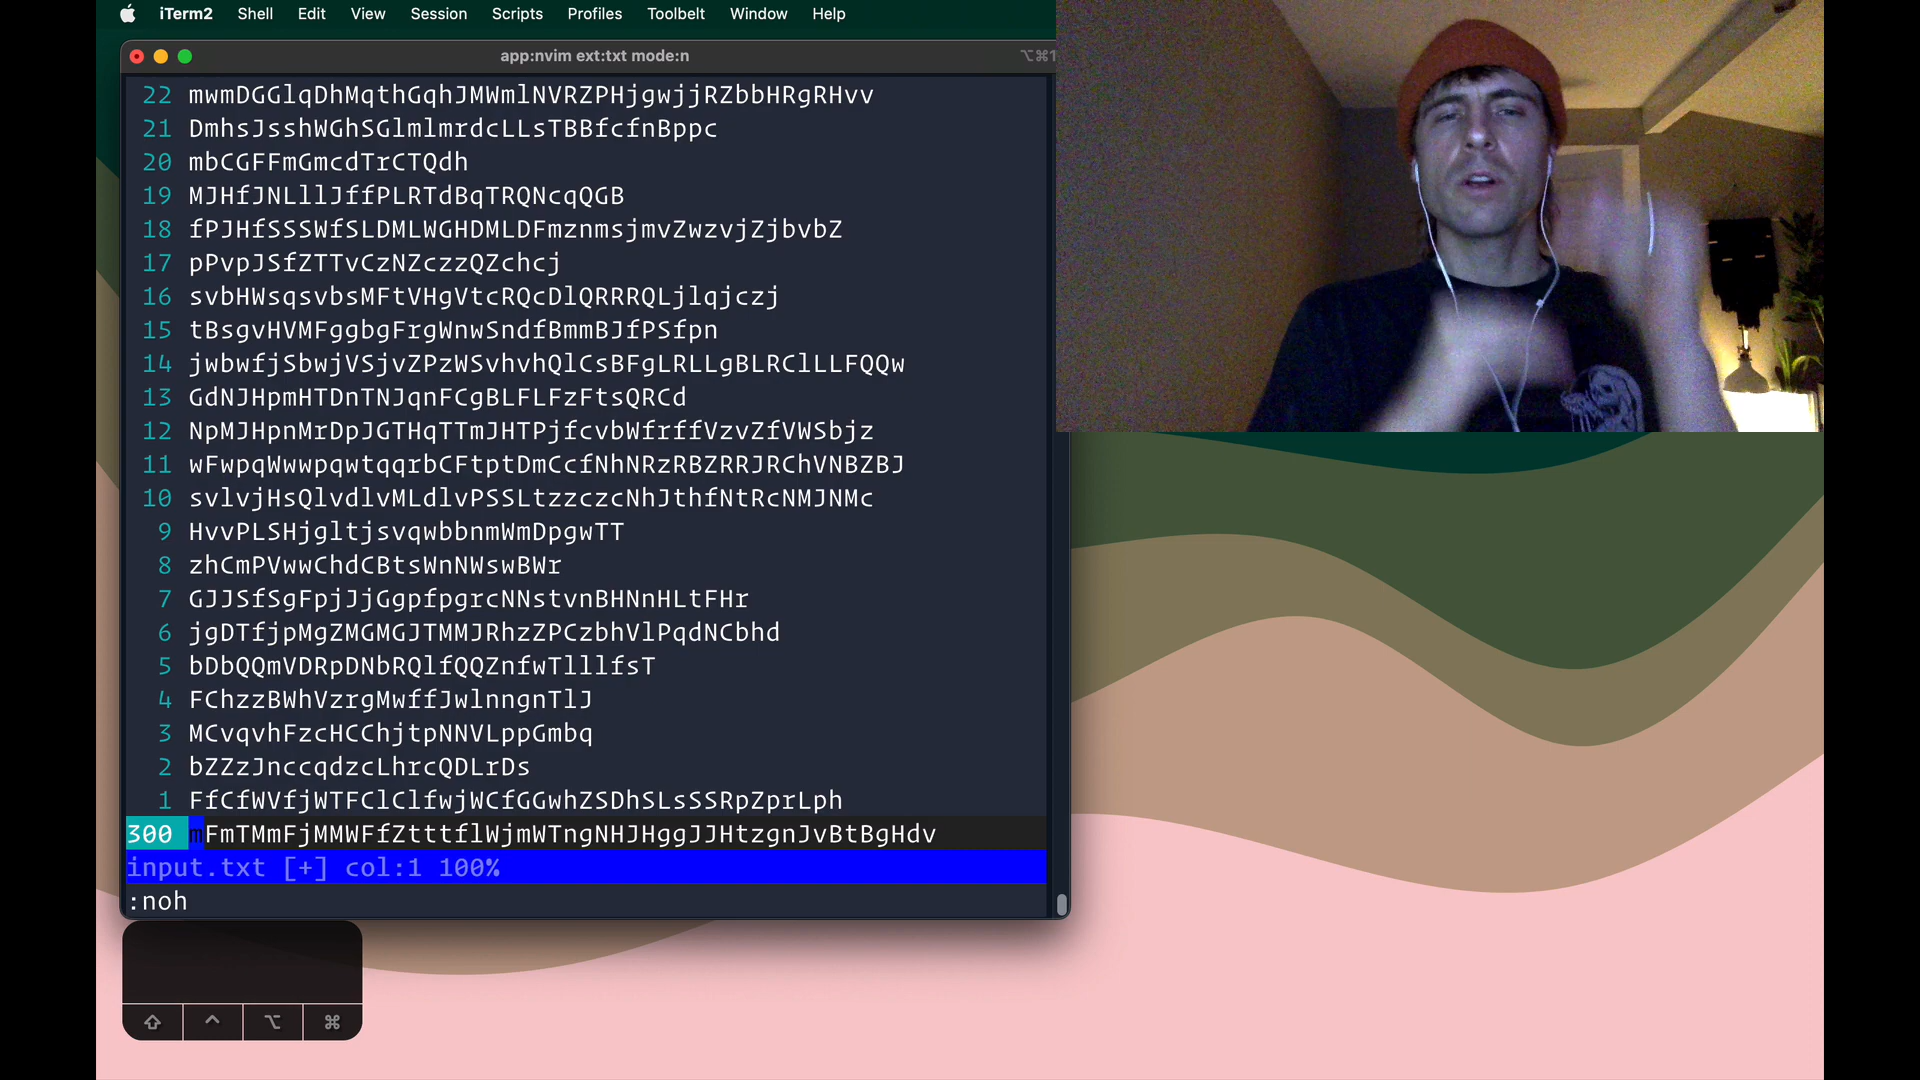 iTerm2 Shell Edit View Session Scripts Profiles Toolbelt Window Help
app:nvim ext:txt mode:n ⌥⌘1
22 mwmDGGlqDhMqthGqhJMWmlNVRZPHjgwjjRZbbHRgRHvv
21 DmhsJsshWGhSGlmlmrdcLLsTBBfcfnBppc
20 mbCGFFmGmcdTrCTQdh
19 MJHfJNLllJffPLRTdBqTRQNcqQGB
18 fPJHfSSSWfSLDMLWGHDMLDFmznmsjmvZwzvjZjbvbZ
17 pPvpJSfZTTvCzNZczzQZchcj
16 svbHWsqsvbsMFtVHgVtcRQcDlQRRRQLjlqjczj
15 tBsgvHVMFggbgFrgWnwSndfBmmBJfPSfpn
14 jwbwfjSbwjVSjvZPzWSvhvhQlCsBFgLRLLgBLRClLLFQQw
13 GdNJHpmHTDnTNJqnFCgBLFLFzFtsQRCd
12 NpMJHpnMrDpJGTHqTTmJHTPjfcvbWfrffVzvZfVWSbjz
11 wFwpqWwwpqwtqqrbCFtptDmCcfNhNRzRBZRRJRChVNBZBJ
10 svlvjHsQlvdlvMLdlvPSSLtzzczcNhJthfNtRcNMJNMc
9 HvvPLSHjgltjsvqwbbnmWmDpgwTT
8 zhCmPVwwChdCBtsWnNWswBWr
7 GJJSfSgFpjJjGgpfpgrcNNstvnBHNnHLtFHr
6 jgDTfjpMgZMGMGJTMMJRhzZPCzbhVlPqdNCbhd
5 bDbQQmVDRpDNbRQlfQQZnfwTlllfsT
4 FChzzBWhVzrgMwffJwlnngnTlJ
3 MCvqvhFzcHCChjtpNNVLppGmbq
2 bZZzJnccqdzcLhrcQDLrDs
1 FfCfWVfjWTFClClfwjWCfGGwhZSDhSLsSSRpZprLph
300 mFmTMmFjMMWFfZtttflWjmWTngNHJHggJJHtzgnJvBtBgHdv
input.txt [+] col:1 100%
:noh
⇧ ^ ⌥ ⌘